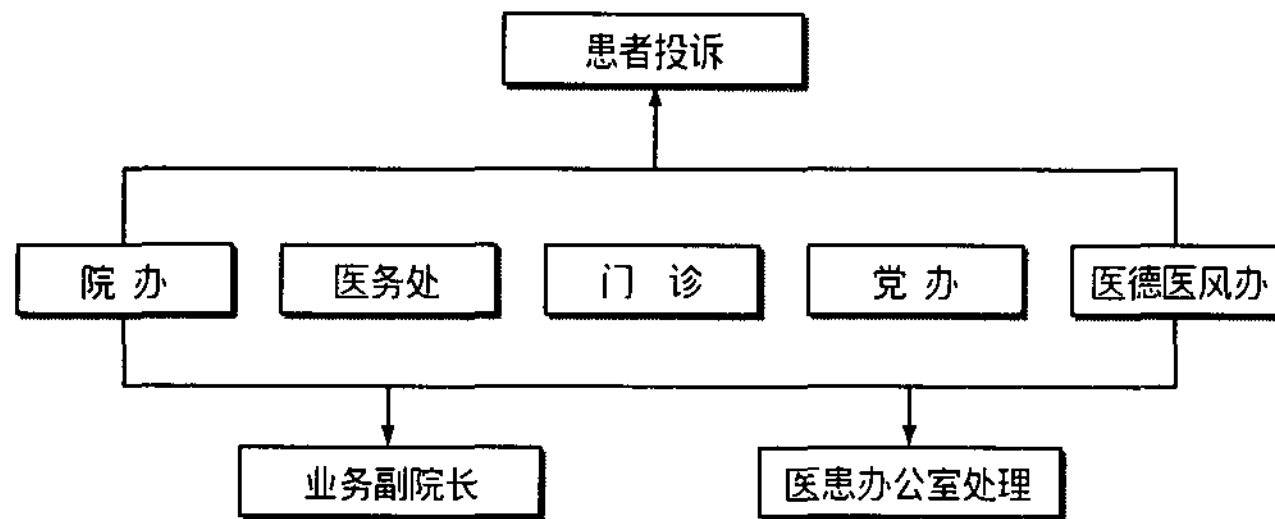 患者投诉
院办
医务处
门诊
党办
医德医风办
业务副院长
医患办公室处理